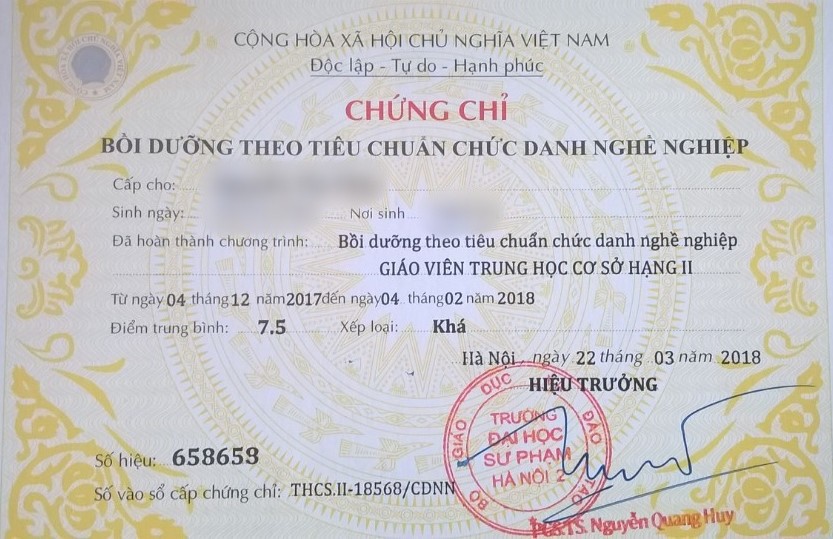 CỘNG HÒA XÃ HỘI CHỦ NGHĨA VIỆT NAM
Độc lập - Tự do - Hạnh phúc
CHỨNG CHỈ
BỒI DƯỠNG THEO TIÊU CHUẨN CHỨC DANH NGHỀ NGHIỆP
Cấp cho:
Sinh ngày: Nơi sinh
Đã hoàn thành chương trình: Bồi dưỡng theo tiêu chuẩn chức danh nghề nghiệp
GIÁO VIÊN TRUNG HỌC CƠ SỞ HẠNG II
Từ ngày 04 tháng 12 năm 2017 đến ngày 04 tháng 02 năm 2018
Điểm trung bình: 7.5 Xếp loại: Khá
Hà Nội, ngày 22 tháng 03 năm 2018
HIỆU TRƯỞNG
BỘ GIÁO DỤC ĐÀO TẠO
TRƯỜNG
ĐẠI HỌC
SƯ PHẠM
HÀ NỘI 2
Số hiệu: 658658
Số vào sổ cấp chứng chỉ: THCS.II-18568/CDNN
PGS.TS. Nguyễn Quang Huy